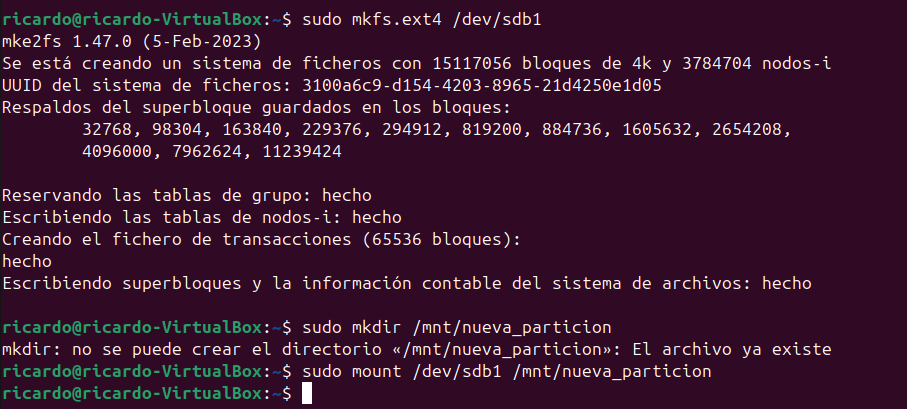 ricardo@ricardo-VirtualBox:~$ sudo mkfs.ext4 /dev/sdb1
mke2fs 1.47.0 (5-Feb-2023)
Se está creando un sistema de ficheros con 15117056 bloques de 4k y 3784704 nodos-i
UUID del sistema de ficheros: 3100a6c9-d154-4203-8965-21d4250e1d05
Respaldos del superbloque guardados en los bloques:
        32768, 98304, 163840, 229376, 294912, 819200, 884736, 1605632, 2654208,
        4096000, 7962624, 11239424

Reservando las tablas de grupo: hecho
Escribiendo las tablas de nodos-i: hecho
Creando el fichero de transacciones (65536 bloques):
hecho
Escribiendo superbloques y la información contable del sistema de archivos: hecho

ricardo@ricardo-VirtualBox:~$ sudo mkdir /mnt/nueva_particion
mkdir: no se puede crear el directorio «/mnt/nueva_particion»: El archivo ya existe
ricardo@ricardo-VirtualBox:~$ sudo mount /dev/sdb1 /mnt/nueva_particion
ricardo@ricardo-VirtualBox:~$